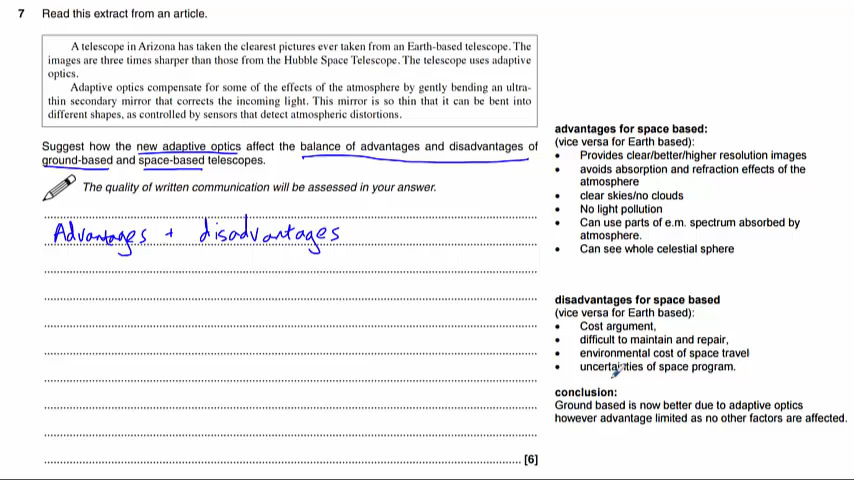 7 Read this extract from an article.
A telescope in Arizona has taken the clearest pictures ever taken from an Earth-based telescope. The
images are three times sharper than those from the Hubble Space Telescope. The telescope uses adaptive
optics.
Adaptive optics compensate for some of the effects of the atmosphere by gently bending an ultra-
thin secondary mirror that corrects the incoming light. This mirror is so thin that it can be bent into
different shapes, as controlled by sensors that detect atmospheric distortions.
Suggest how the new adaptive optics affect the balance of advantages and disadvantages of
ground-based and space-based telescopes.
The quality of written communication will be assessed in your answer.
Advantages + disadvantages
[6]
advantages for space based:
(vice versa for Earth based):
• Provides clear/better/higher resolution images
• avoids absorption and refraction effects of the
atmosphere
• clear skies/no clouds
• No light pollution
• Can use parts of e.m. spectrum absorbed by
atmosphere.
• Can see whole celestial sphere
disadvantages for space based
(vice versa for Earth based):
• Cost argument,
• difficult to maintain and repair,
• environmental cost of space travel
• uncertainties of space program.
conclusion:
Ground based is now better due to adaptive optics
however advantage limited as no other factors are affected.